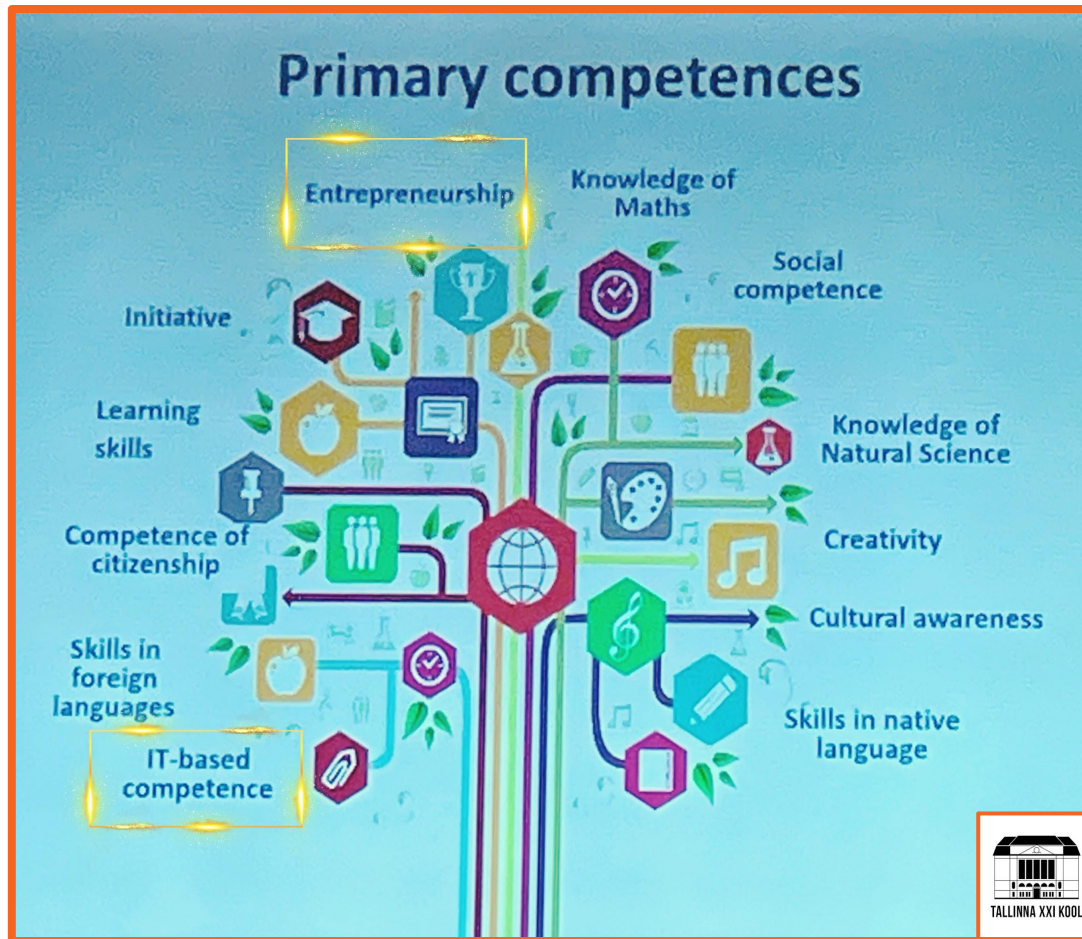 Primary competences
Entrepreneurship
Knowledge of
Maths
Social
competence
Initiative
Learning
skills
Knowledge of
Natural Science
Competence of
citizenship
Creativity
Cultural awareness
Skills in
foreign
languages
Skills in native
language
IT-based
competence
TALLINNA XXI KOOL